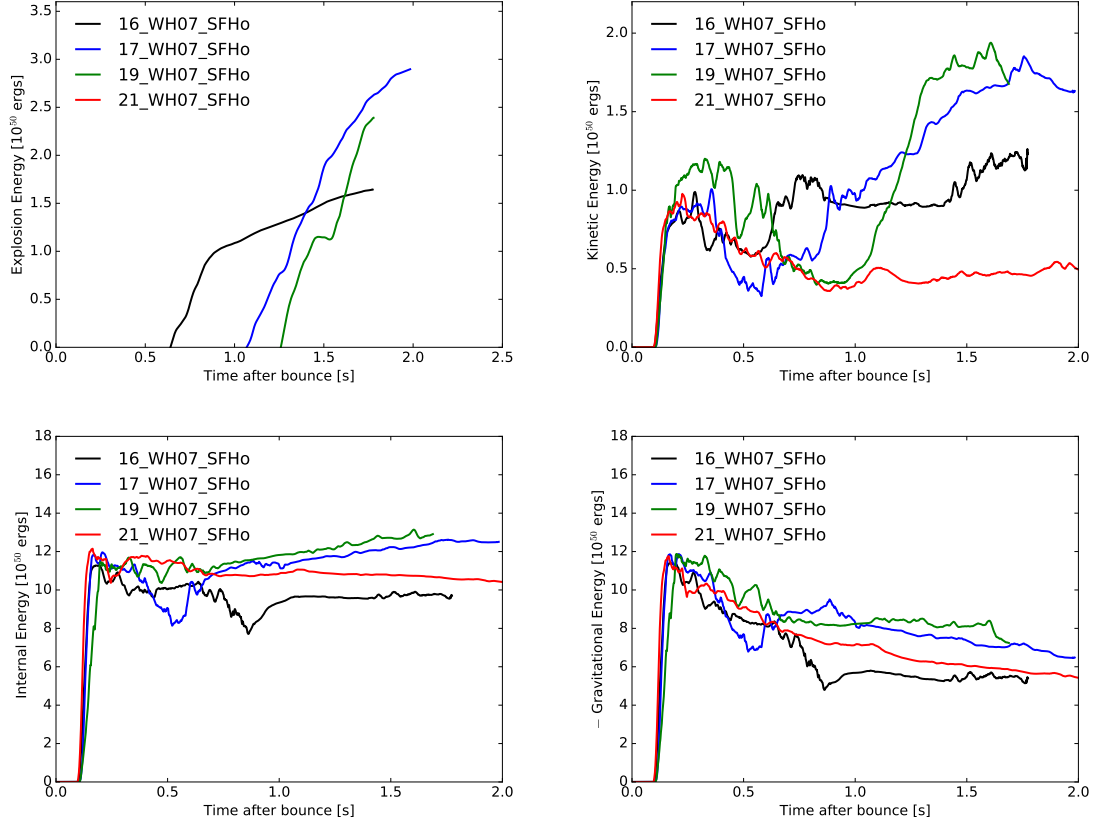 Explosion Energy [10^50 ergs]
3.5
3.0
2.5
2.0
1.5
1.0
0.5
0.0
16_WH07_SFHo
17_WH07_SFHo
19_WH07_SFHo
21_WH07_SFHo
0.0 0.5 1.0 1.5 2.0 2.5
Time after bounce [s]
Kinetic Energy [10^50 ergs]
2.0
1.5
1.0
0.5
0.0
16_WH07_SFHo
17_WH07_SFHo
19_WH07_SFHo
21_WH07_SFHo
0.0 0.5 1.0 1.5 2.0
Time after bounce [s]
Internal Energy [10^50 ergs]
18
16
14
12
10
8
6
4
2
0
16_WH07_SFHo
17_WH07_SFHo
19_WH07_SFHo
21_WH07_SFHo
0.0 0.5 1.0 1.5 2.0
Time after bounce [s]
− Gravitational Energy [10^50 ergs]
18
16
14
12
10
8
6
4
2
0
16_WH07_SFHo
17_WH07_SFHo
19_WH07_SFHo
21_WH07_SFHo
0.0 0.5 1.0 1.5 2.0
Time after bounce [s]